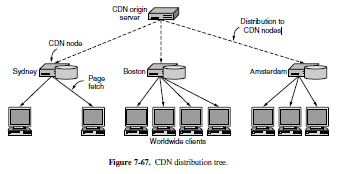 CDN origin
server
Distribution to
CDN nodes
CDN node
Sydney
Boston
Amsterdam
Page
fetch
Worldwide clients
Figure 7-67. CDN distribution tree.